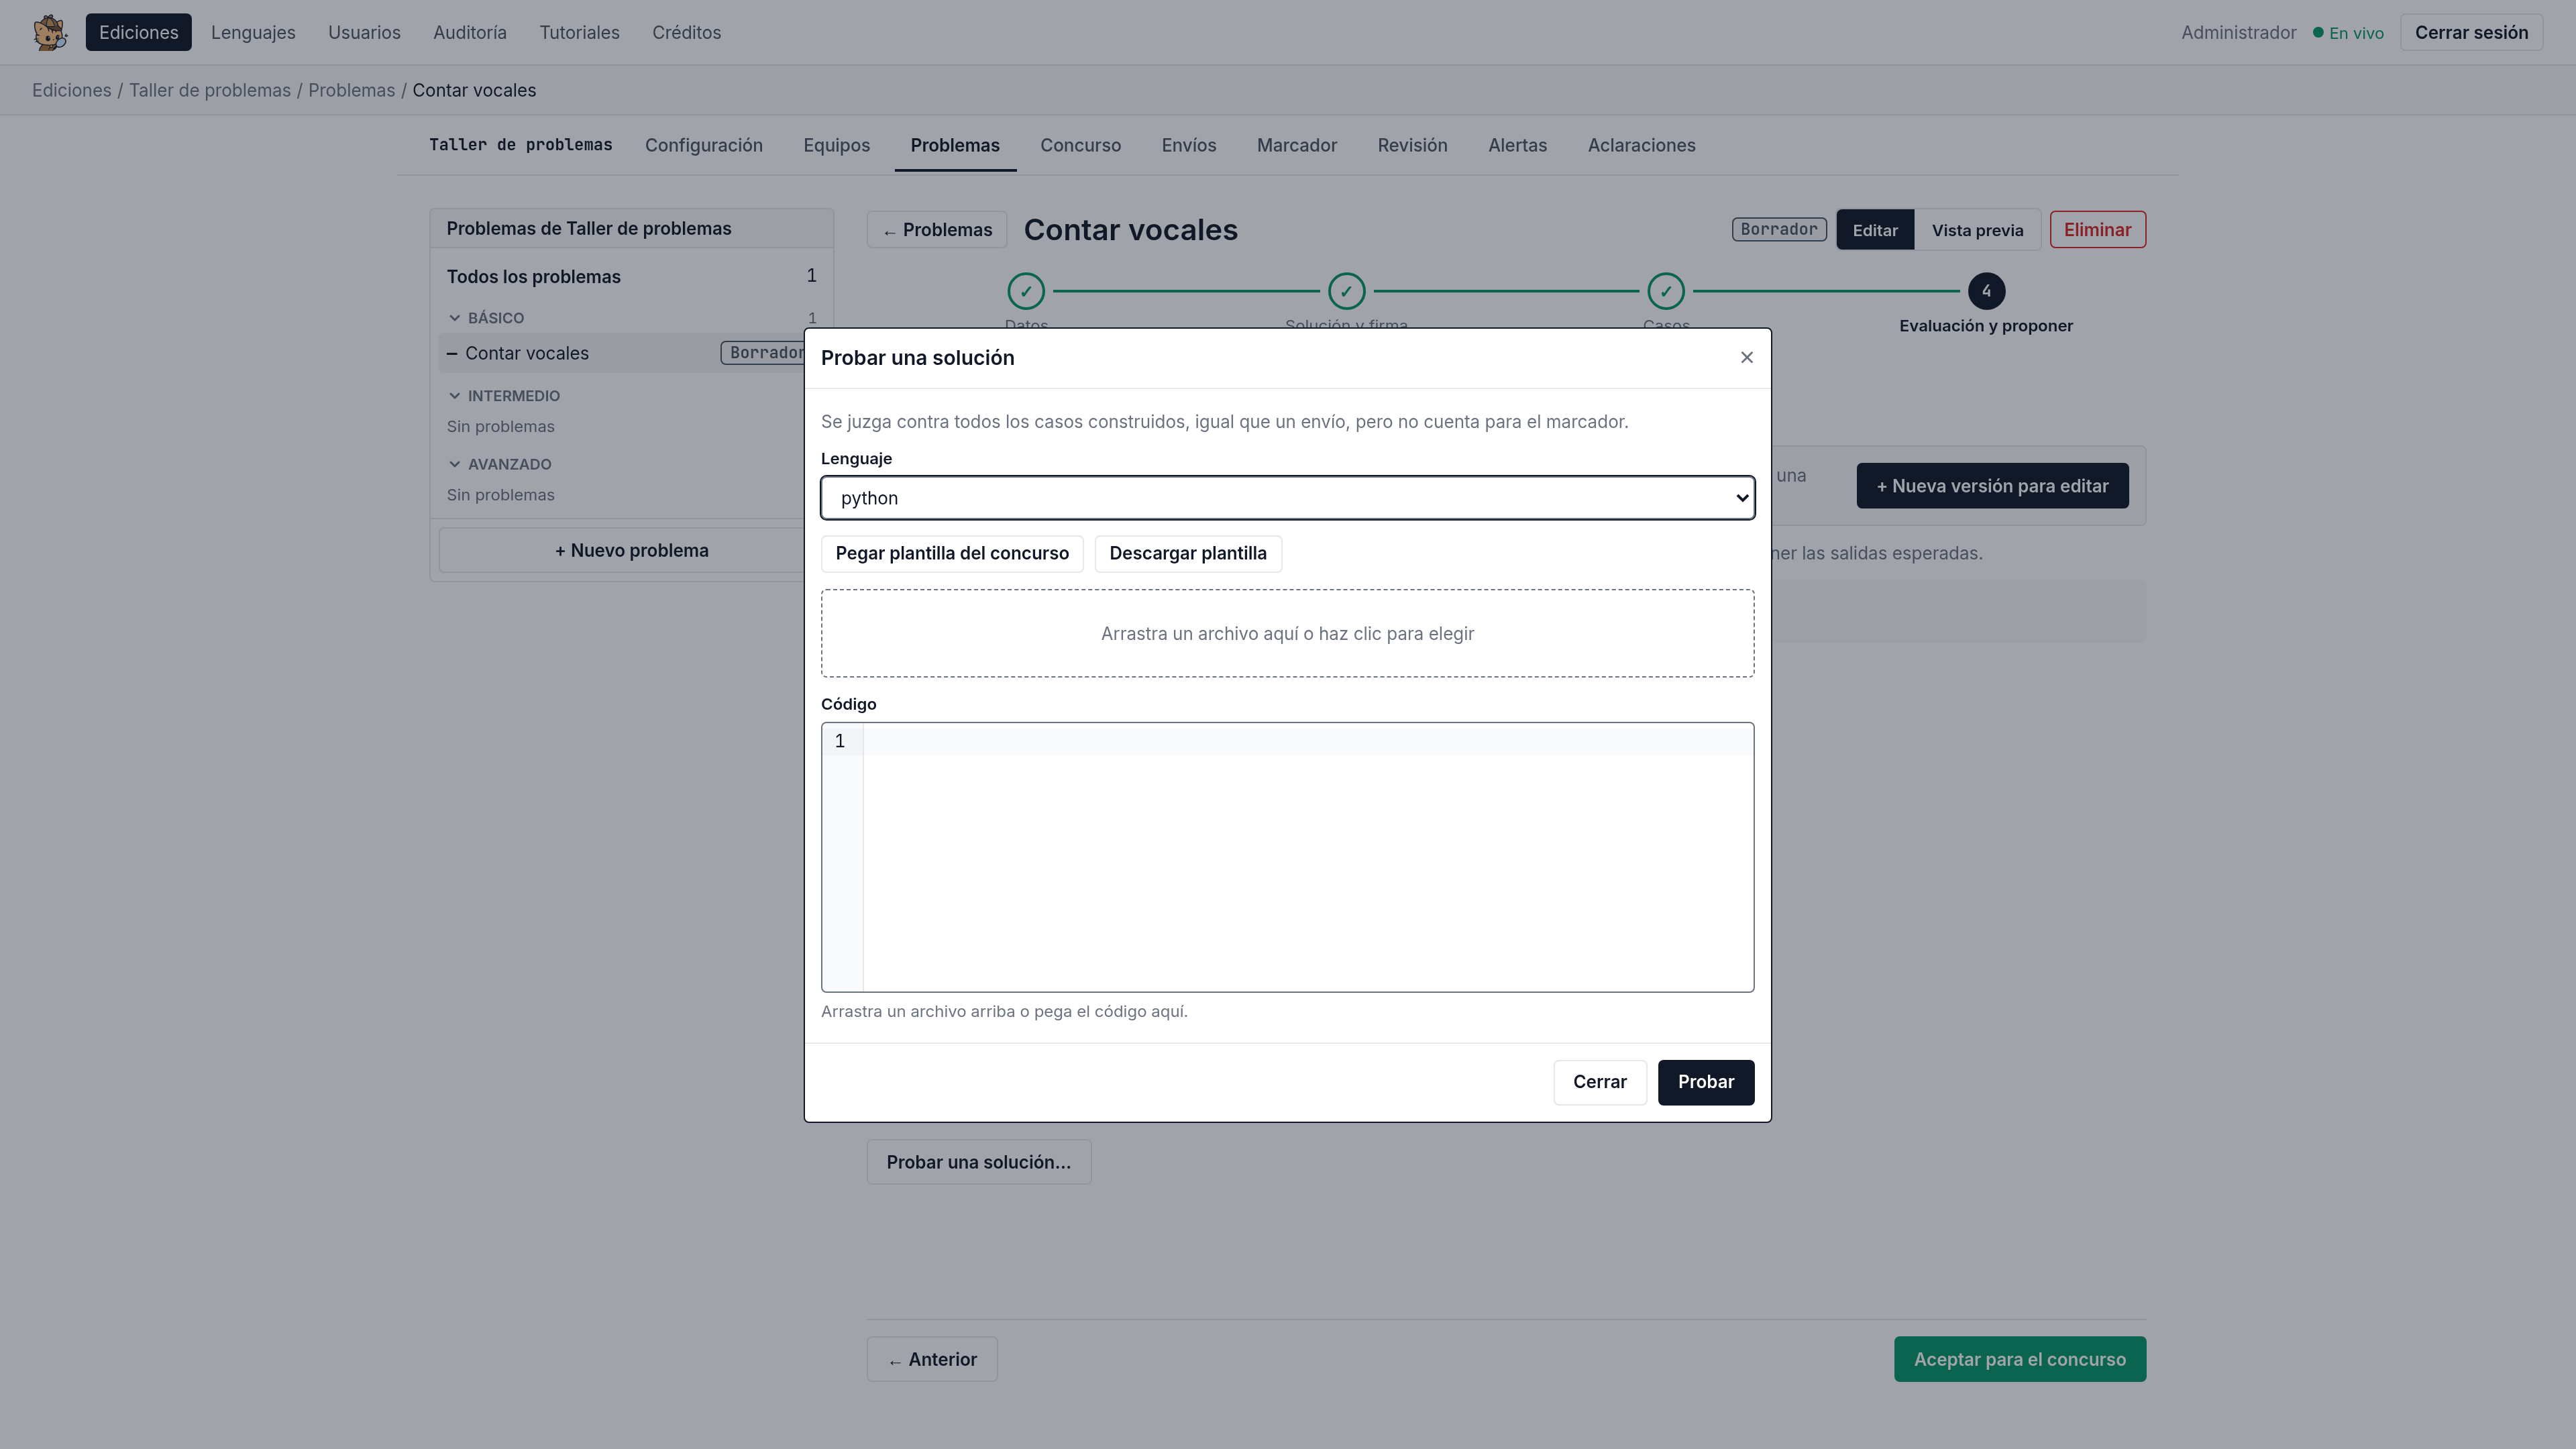 Ediciones Lenguajes Usuarios Auditoría Tutoriales Créditos Administrador En vivo Cerrar sesión
Ediciones / Taller de problemas / Problemas / Contar vocales
Taller de problemas Configuración Equipos Problemas Concurso Envíos Marcador Revisión Alertas Aclaraciones
Problemas de Taller de problemas
Todos los problemas 1
BÁSICO 1
Contar vocales Borrador
INTERMEDIO
Sin problemas
AVANZADO
Sin problemas
+ Nuevo problema
← Problemas Contar vocales Borrador Editar Vista previa Eliminar
✓ ✓ ✓ 4
Datos Solución y firma Casos Evaluación y proponer
una
+ Nueva versión para editar
las salidas esperadas.
Probar una solución ×
Se juzga contra todos los casos construidos, igual que un envío, pero no cuenta para el marcador.
Lenguaje
python
Pegar plantilla del concurso Descargar plantilla
Arrastra un archivo aquí o haz clic para elegir
Código
1
Arrastra un archivo arriba o pega el código aquí.
Cerrar Probar
Probar una solución...
← Anterior Aceptar para el concurso